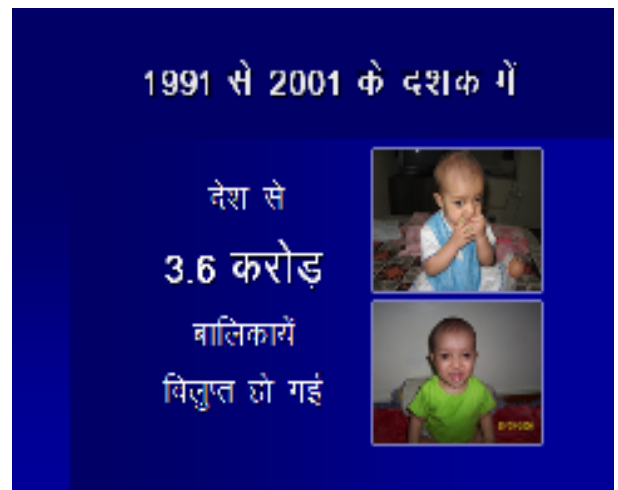 1991 से 2001 के दशक में
देश से
3.6 करोड़
बालिकायें
विलुप्त हो गई